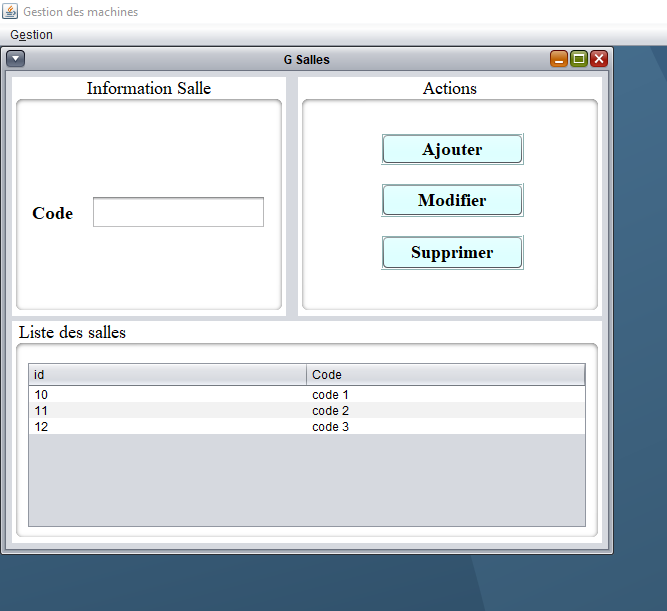 Gestion des machines
Gestion
G Salles
Information Salle
Code
Actions
Ajouter
Modifier
Supprimer
Liste des salles
id Code
10 code 1
11 code 2
12 code 3